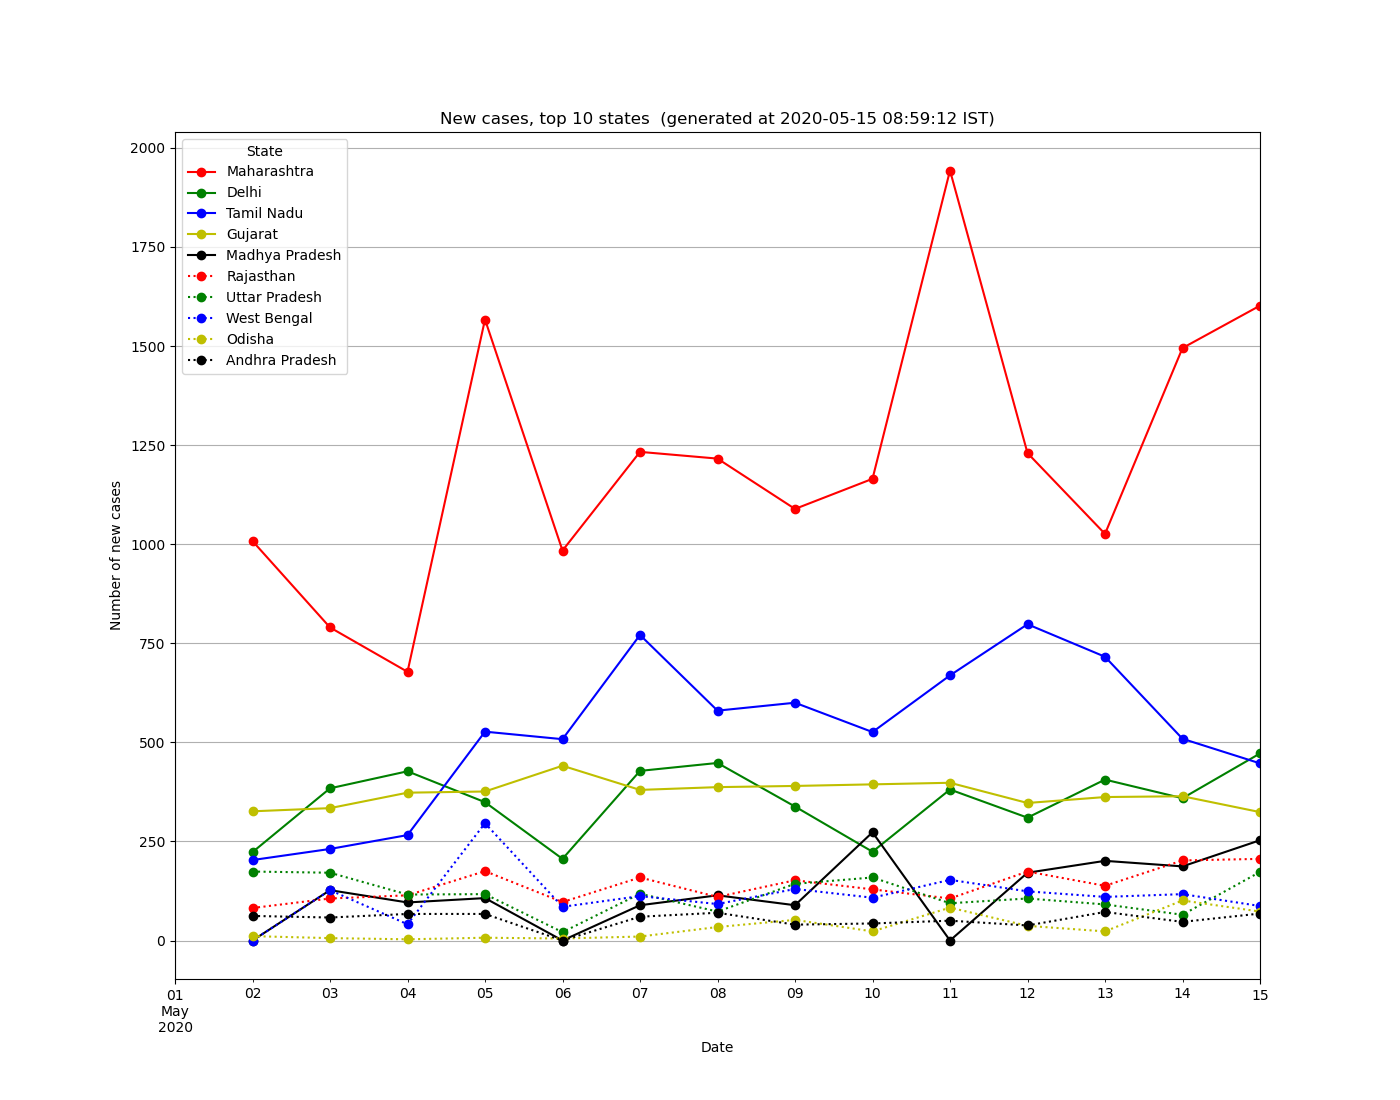 New cases, top 10 states  (generated at 2020-05-15 08:59:12 IST)
State
Maharashtra
Delhi
Tamil Nadu
Gujarat
Madhya Pradesh
Rajasthan
Uttar Pradesh
West Bengal
Odisha
Andhra Pradesh
Number of new cases
2000
1750
1500
1250
1000
750
500
250
0
01 02 03 04 05 06 07 08 09 10 11 12 13 14 15
May
2020
Date